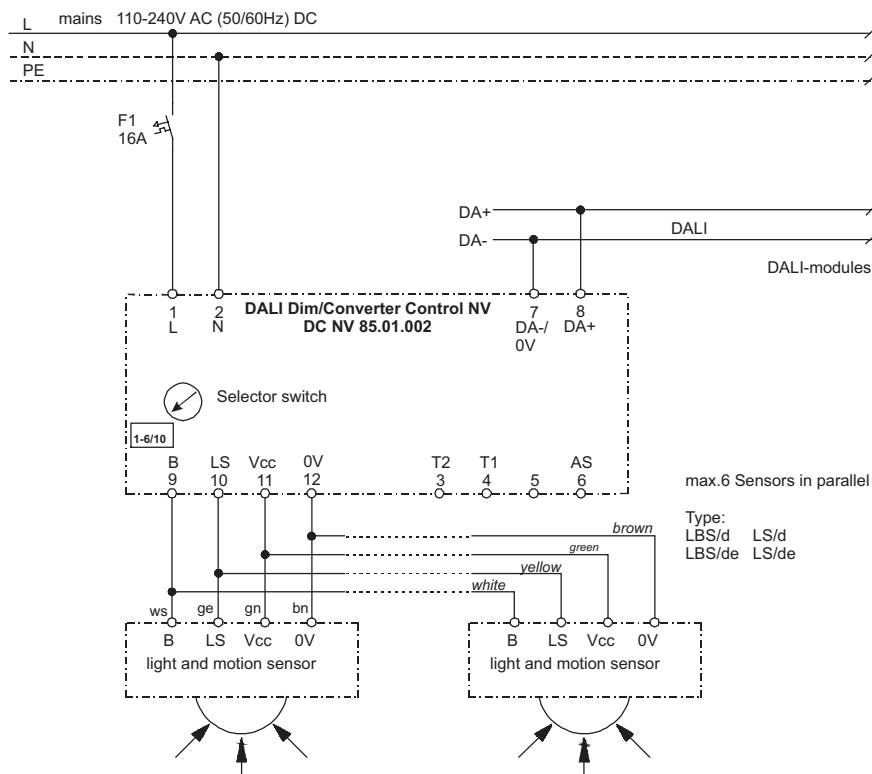 L mains 110-240V AC (50/60Hz) DC
N
PE
F1
16A
DA+
DA-
DALI
DALI-modules
DALI Dim/Converter Control NV
DC NV 85.01.002
1 2 7 8
L N DA-/ DA+
0V
Selector switch
1-6/10
B LS Vcc 0V T2 T1 AS
9 10 11 12 3 4 5 6
max.6 Sensors in parallel
Type:
LBS/d LS/d
LBS/de LS/de
brown
green
yellow
white
ws ge gn bn
B LS Vcc 0V
light and motion sensor
B LS Vcc 0V
light and motion sensor